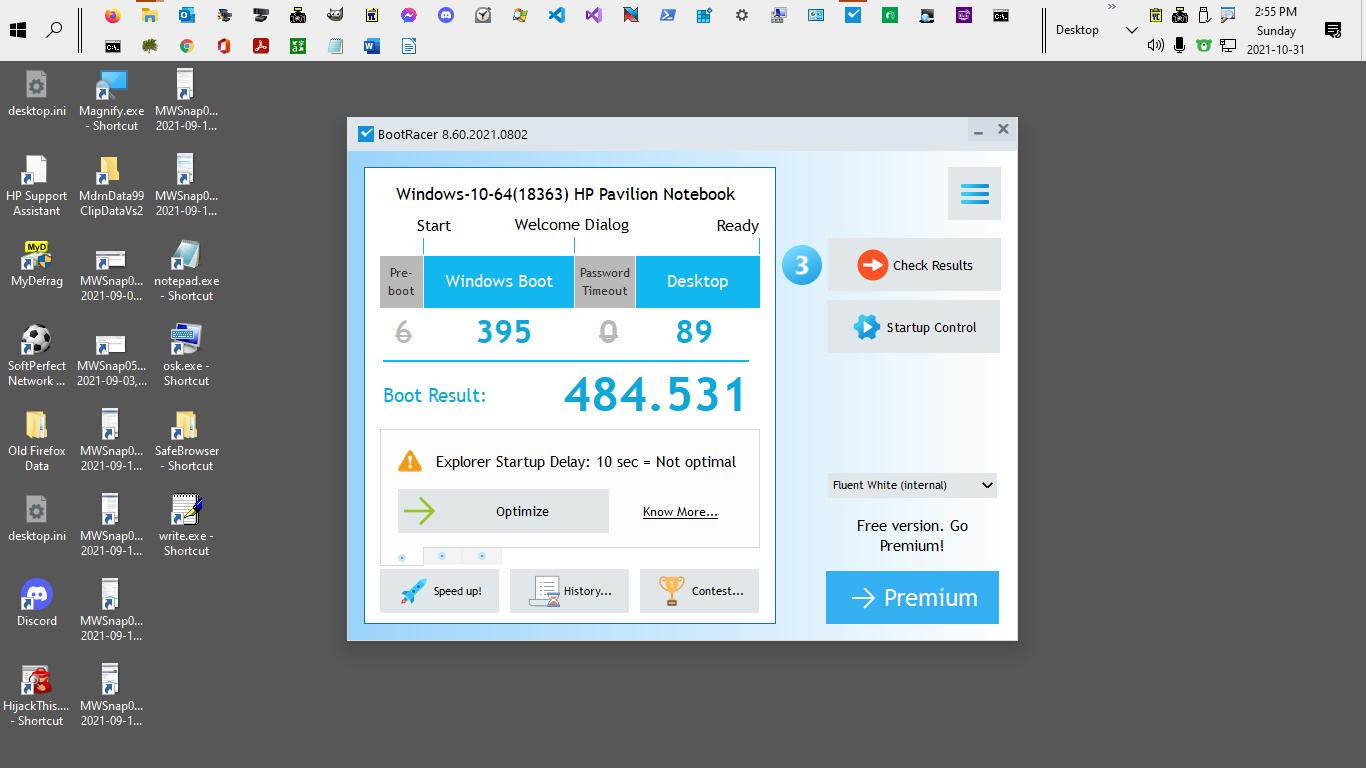 Desktop
»
2:55 PM
Sunday
2021-10-31
desktop.ini
Magnify.exe
- Shortcut
MWSnap0...
2021-09-1...
HP Support
Assistant
MdmData99
ClipDataVs2
MWSnap0...
2021-09-1...
MyD
MyDefrag
MWSnap0...
2021-09-0...
notepad.exe
- Shortcut
SoftPerfect
Network ...
MWSnap05...
2021-09-03,...
osk.exe -
Shortcut
Old Firefox
Data
MWSnap0...
2021-09-1...
SafeBrowser
- Shortcut
desktop.ini
MWSnap0...
2021-09-1...
write.exe -
Shortcut
Discord
MWSnap0...
2021-09-1...
HijackThis....
- Shortcut
MWSnap0...
2021-09-1...
BootRacer 8.60.2021.0802
Windows-10-64(18363) HP Pavilion Notebook
Start
Welcome Dialog
Ready
Pre-
boot
Windows Boot
Password
Timeout
Desktop
6
395
0
89
Boot Result:
484.531
Explorer Startup Delay: 10 sec = Not optimal
Optimize
Know More...
Speed up!
History...
Contest...
3
Check Results
Startup Control
Fluent White (internal)
Free version. Go
Premium!
Premium